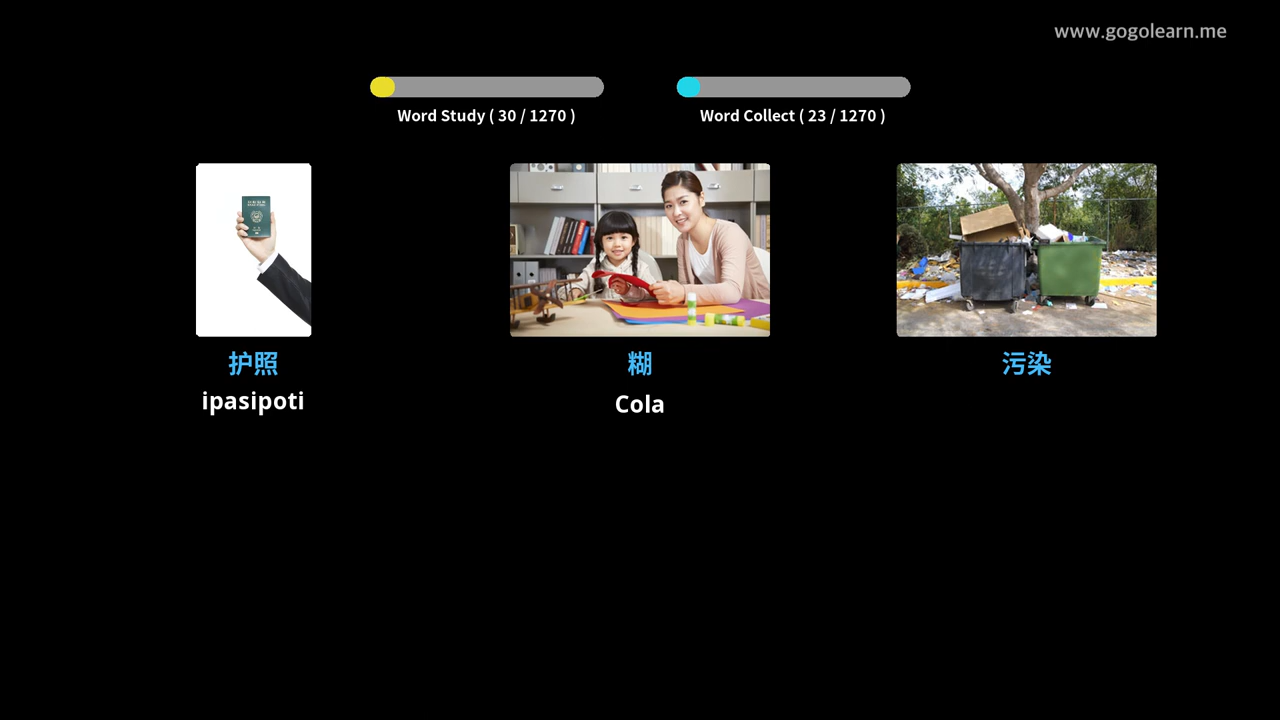 www.gogolearn.me
Word Study ( 30 / 1270 )
Word Collect ( 23 / 1270 )
护照
糊
污染
ipasipoti
Cola